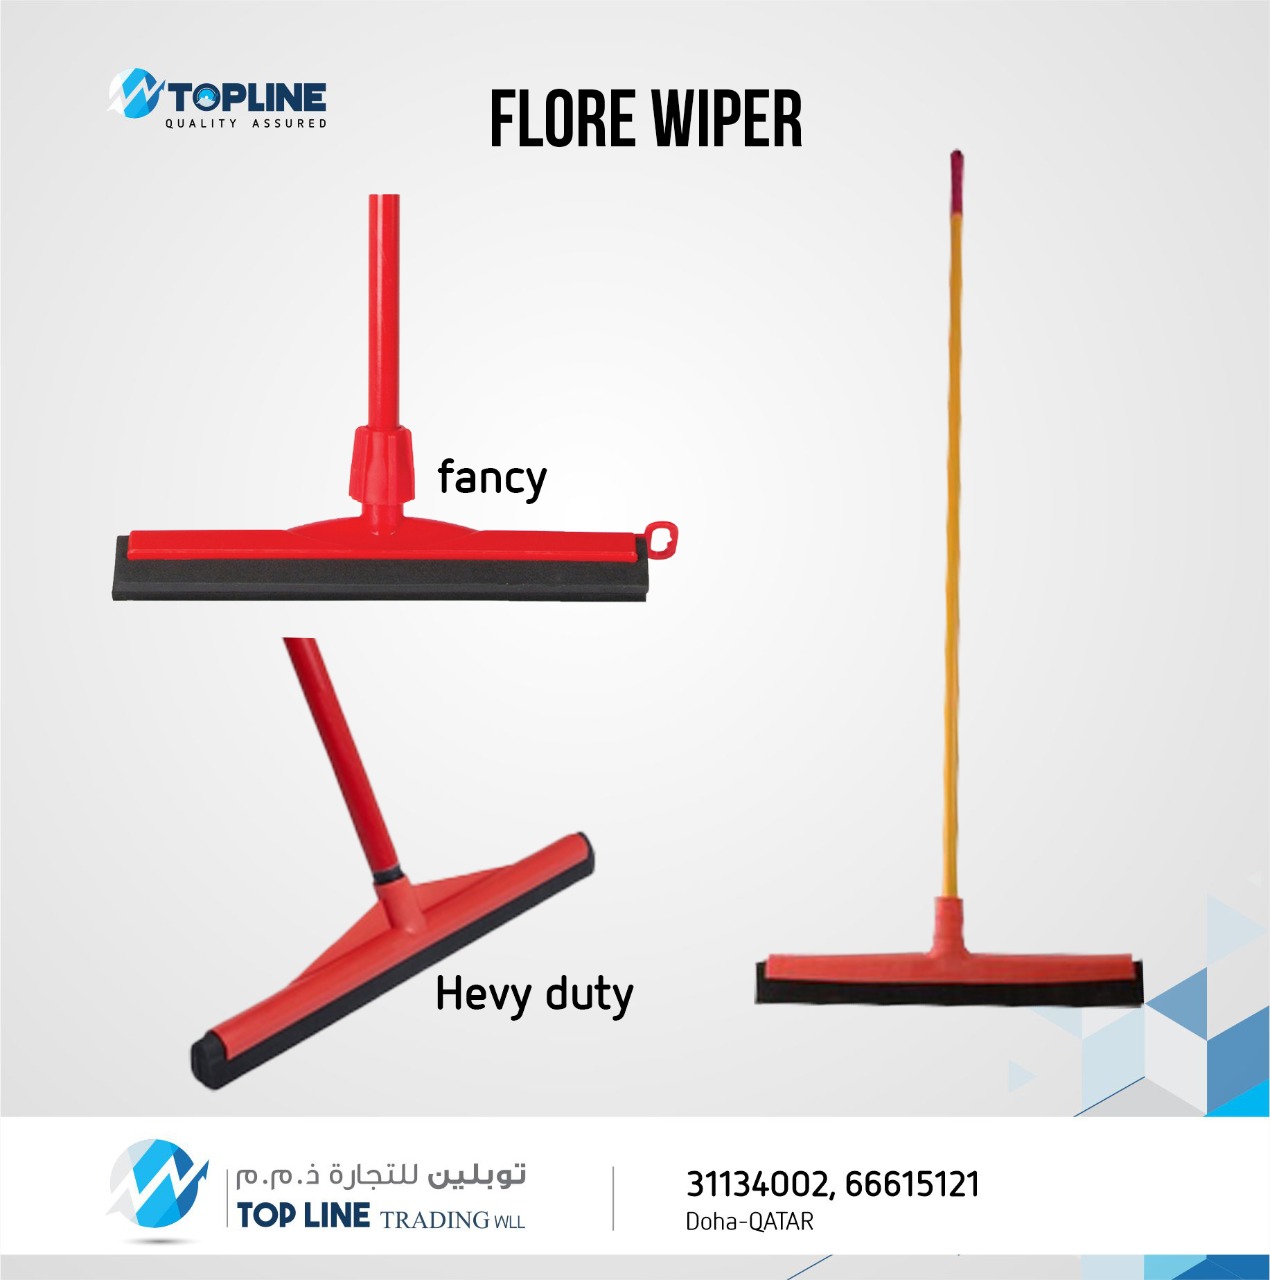 TOPLINE
QUALITY ASSURED
FLORE WIPER
fancy
Hevy duty
توبلين للتجارة ذ.م.م
TOP LINE TRADING WLL
31134002, 66615121
Doha-QATAR